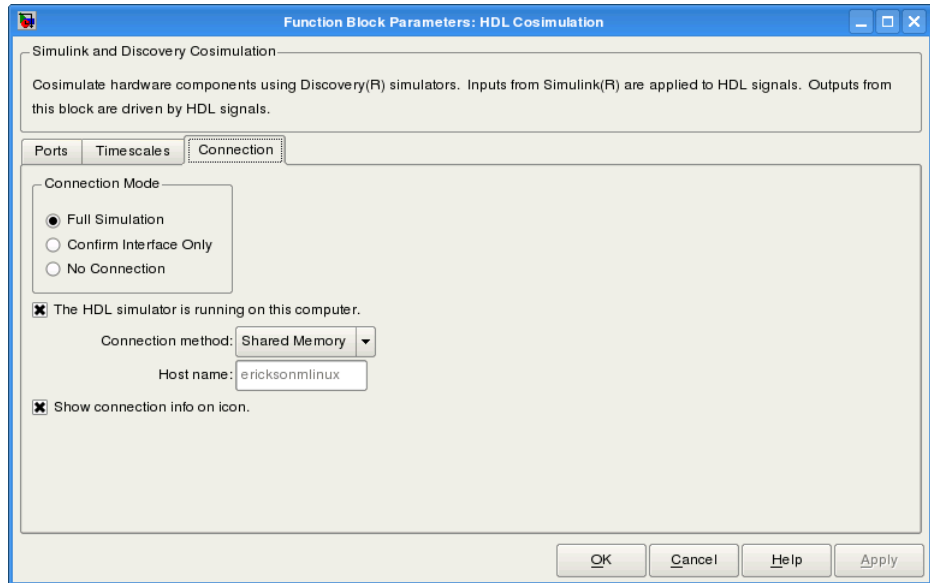 Function Block Parameters: HDL Cosimulation
Simulink and Discovery Cosimulation
Cosimulate hardware components using Discovery(R) simulators. Inputs from Simulink(R) are applied to HDL signals. Outputs from
this block are driven by HDL signals.
Ports Timescales Connection
Connection Mode
Full Simulation
Confirm Interface Only
No Connection
The HDL simulator is running on this computer.
Connection method: Shared Memory
Host name: ericksonmlinux
Show connection info on icon.
OK Cancel Help Apply